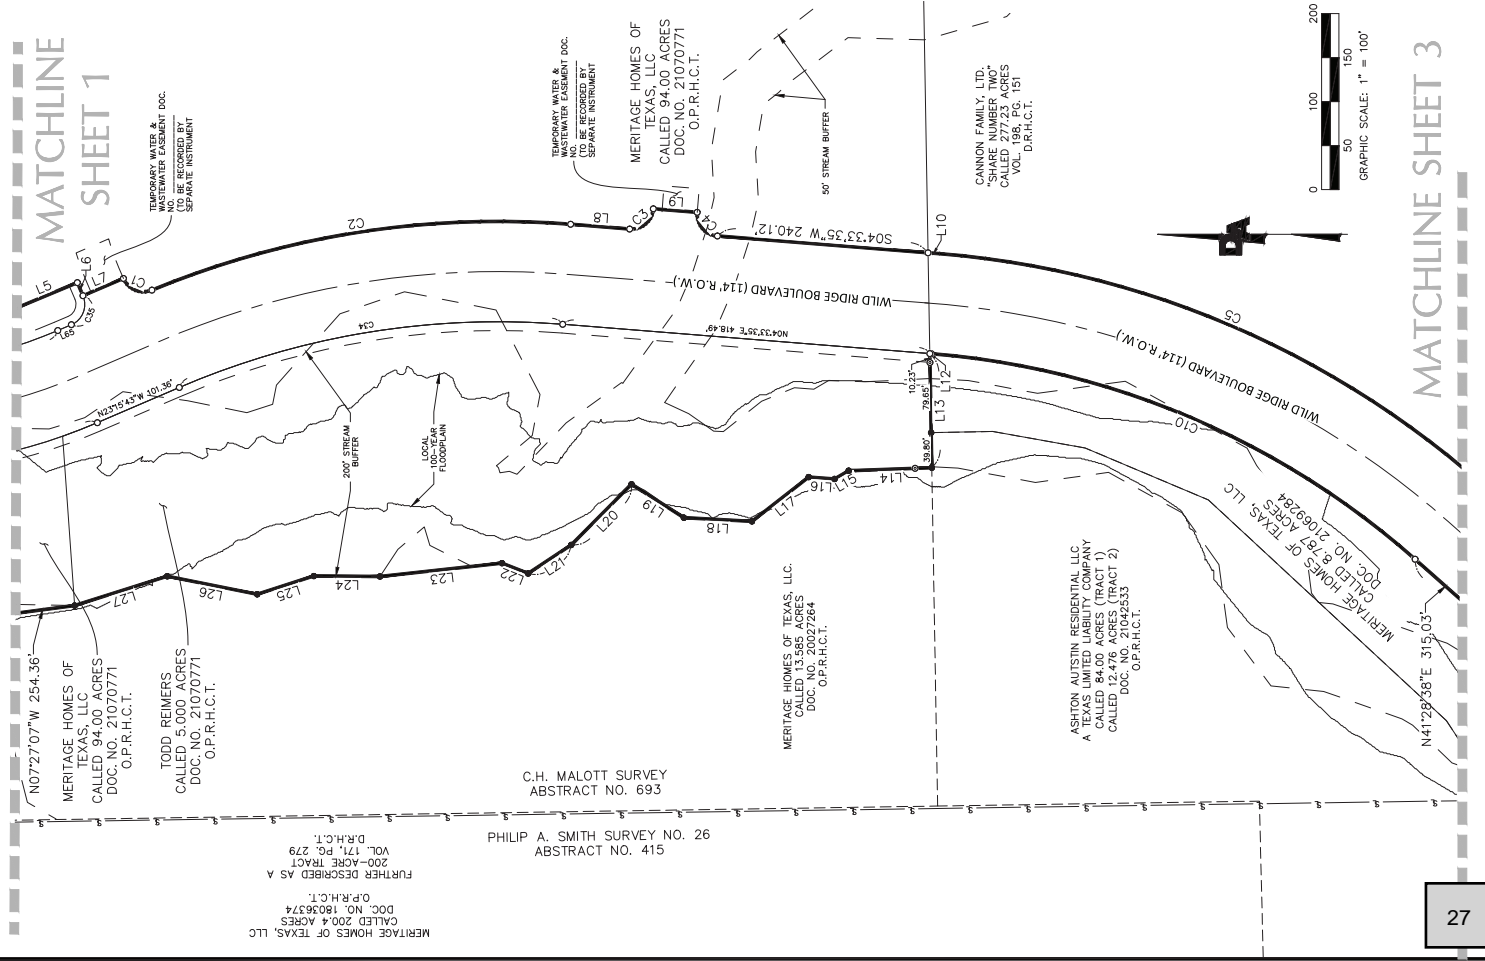 MATCHLINE
SHEET 1
TEMPORARY WATER &
WASTEWATER EASEMENT DOC.
NO.
(TO BE RECORDED BY
SEPARATE INSTRUMENT
TEMPORARY WATER &
WASTEWATER EASEMENT DOC.
NO.
(TO BE RECORDED BY
SEPARATE INSTRUMENT
MERITAGE HOMES OF
TEXAS, LLC
CALLED 94.00 ACRES
DOC. NO. 21070771
O.P.R.H.C.T.
50' STREAM BUFFER
CANNON FAMILY, LTD.
"SHARE NUMBER TWO"
CALLED 277.23 ACRES
VOL. 198, PG. 151
D.R.H.C.T.
0
50
100
150
200
GRAPHIC SCALE: 1" = 100'
MATCHLINE SHEET 3
L5
L6
L7
C1
C35
L65
C2
L8
C3
L9
C4
S04°33'35"W 240.12'
L10
C5
WILD RIDGE BOULEVARD (114' R.O.W.)
WILD RIDGE BOULEVARD (114' R.O.W.)
N23°15'43"W 101.36'
C34
N04°33'35"E 418.49'
10.23'
L12
79.65'
L13
39.80'
C10
L14
L15
L16
L17
L18
L19
L20
L21
L22
L23
L24
L25
L26
L27
200' STREAM
BUFFER
LOCAL
100-YEAR
FLOODPLAIN
N07°27'07"W 254.36'
MERITAGE HOMES OF
TEXAS, LLC
CALLED 94.00 ACRES
DOC. NO. 21070771
O.P.R.H.C.T.
TODD REIMERS
CALLED 5.000 ACRES
DOC. NO. 21070771
O.P.R.H.C.T.
MERITAGE HIOMES OF TEXAS, LLC.
CALLED 13.585 ACRES
DOC. NO. 20027264
O.P.R.H.C.T.
ASHTON AUTSTIN RESIDENTIAL LLC
A TEXAS LIMITED LIABILITY COMPANY
CALLED 84.00 ACRES (TRACT 1)
CALLED 12.476 ACRES (TRACT 2)
DOC. NO. 21042533
O.P.R.H.C.T.
MERITAGE HOMES OF TEXAS, LLC
CALLED 8.787 ACRES
DOC. NO. 21069284
N41°28'38"E 315.03'
C.H. MALOTT SURVEY
ABSTRACT NO. 693
PHILIP A. SMITH SURVEY NO. 26
ABSTRACT NO. 415
MERITAGE HOMES OF TEXAS, LLC
CALLED 200.4 ACRES
DOC. NO. 18036374
O.P.R.H.C.T.
FURTHER DESCRIBED AS A
200-ACRE TRACT
VOL. 171, PG. 279
D.R.H.C.T.
27